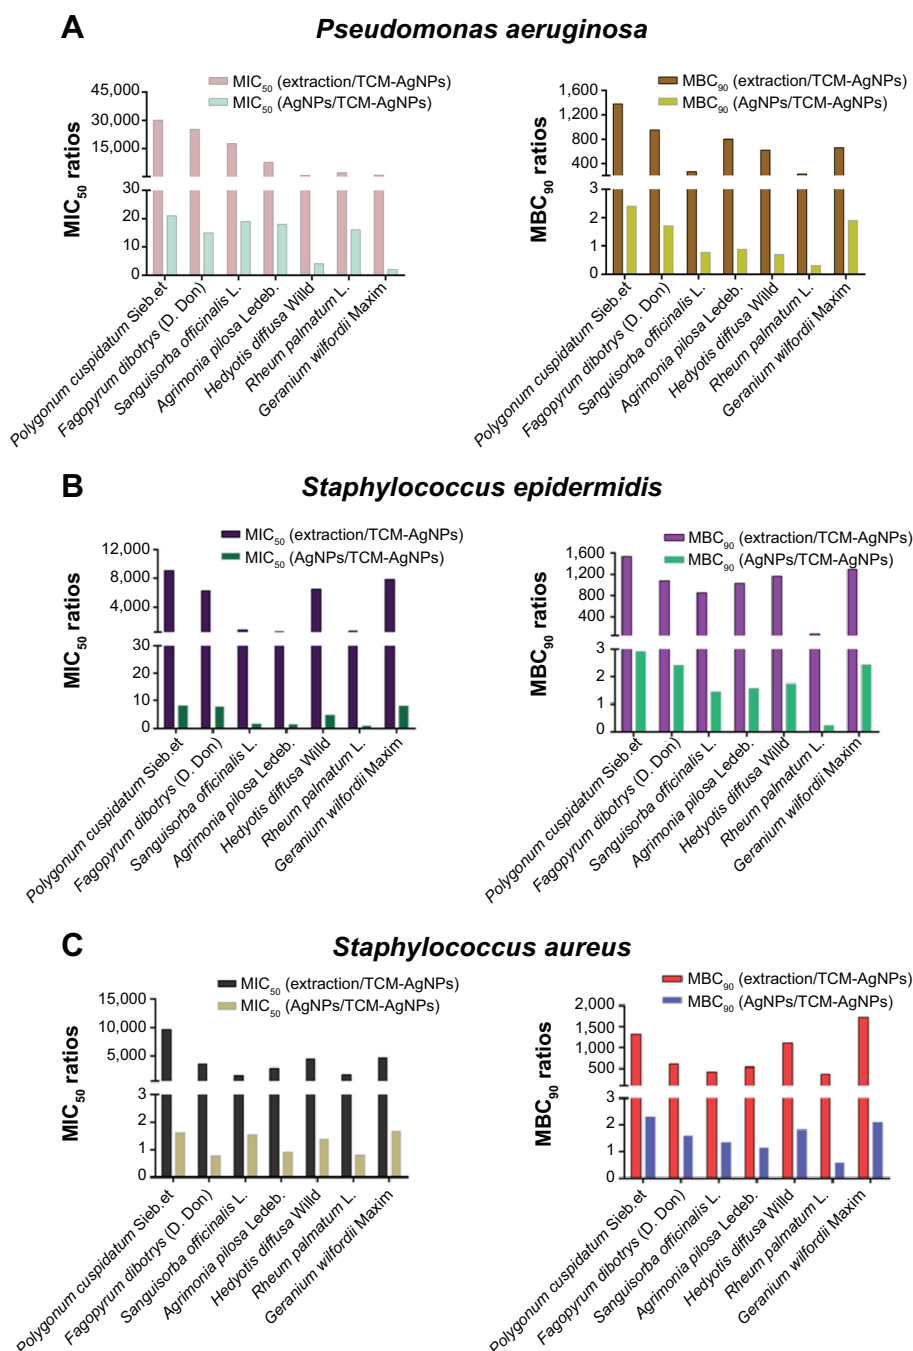 A
Pseudomonas aeruginosa
MIC50 (extraction/TCM-AgNPs)
MIC50 (AgNPs/TCM-AgNPs)
MIC50 ratios
45,000
15,000
30
20
10
0
Polygonum cuspidatum Sieb.et
Fagopyrum dibotrys (D. Don)
Sanguisorba officinalis L.
Agrimonia pilosa Ledeb.
Hedyotis diffusa Willd
Rheum palmatum L.
Geranium wilfordii Maxim
MBC90 (extraction/TCM-AgNPs)
MBC90 (AgNPs/TCM-AgNPs)
MBC90 ratios
1,600
800
400
3
2
1
0
Polygonum cuspidatum Sieb.et
Fagopyrum dibotrys (D. Don)
Sanguisorba officinalis L.
Agrimonia pilosa Ledeb.
Hedyotis diffusa Willd
Rheum palmatum L.
Geranium wilfordii Maxim
B
Staphylococcus epidermidis
MIC50 (extraction/TCM-AgNPs)
MIC50 (AgNPs/TCM-AgNPs)
MIC50 ratios
12,000
8,000
4,000
30
20
10
0
Polygonum cuspidatum Sieb.et
Fagopyrum dibotrys (D. Don)
Sanguisorba officinalis L.
Agrimonia pilosa Ledeb.
Hedyotis diffusa Willd
Rheum palmatum L.
Geranium wilfordii Maxim
MBC90 (extraction/TCM-AgNPs)
MBC90 (AgNPs/TCM-AgNPs)
MBC90 ratios
1,600
1,200
800
400
3
2
1
0
Polygonum cuspidatum Sieb.et
Fagopyrum dibotrys (D. Don)
Sanguisorba officinalis L.
Agrimonia pilosa Ledeb.
Hedyotis diffusa Willd
Rheum palmatum L.
Geranium wilfordii Maxim
C
Staphylococcus aureus
MIC50 (extraction/TCM-AgNPs)
MIC50 (AgNPs/TCM-AgNPs)
MIC50 ratios
15,000
10,000
5,000
3
2
1
0
Polygonum cuspidatum Sieb.et
Fagopyrum dibotrys (D. Don)
Sanguisorba officinalis L.
Agrimonia pilosa Ledeb.
Hedyotis diffusa Willd
Rheum palmatum L.
Geranium wilfordii Maxim
MBC90 (extraction/TCM-AgNPs)
MBC90 (AgNPs/TCM-AgNPs)
MBC90 ratios
2,000
1,500
1,000
500
3
2
1
0
Polygonum cuspidatum Sieb.et
Fagopyrum dibotrys (D. Don)
Sanguisorba officinalis L.
Agrimonia pilosa Ledeb.
Hedyotis diffusa Willd
Rheum palmatum L.
Geranium wilfordii Maxim